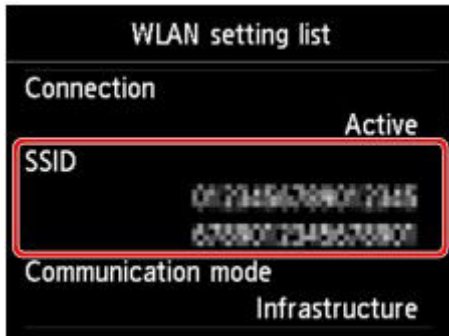 WLAN setting list
Connection
Active
SSID
Communication mode
Infrastructure